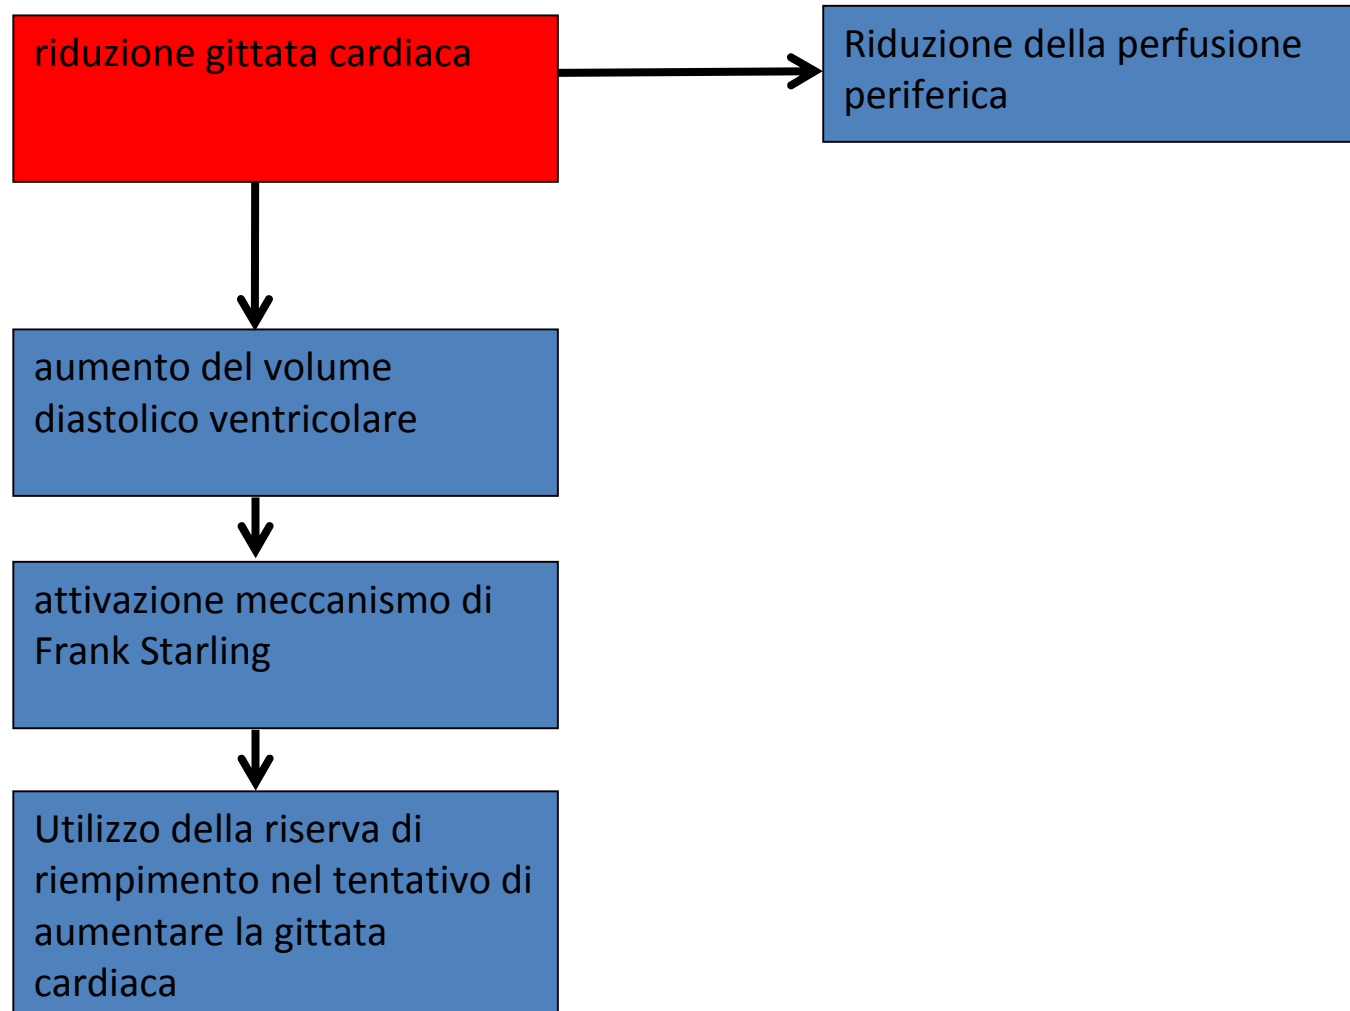 riduzione gittata cardiaca
Riduzione della perfusione
periferica
aumento del volume
diastolico ventricolare
attivazione meccanismo di
Frank Starling
Utilizzo della riserva di
riempimento nel tentativo di
aumentare la gittata
cardiaca